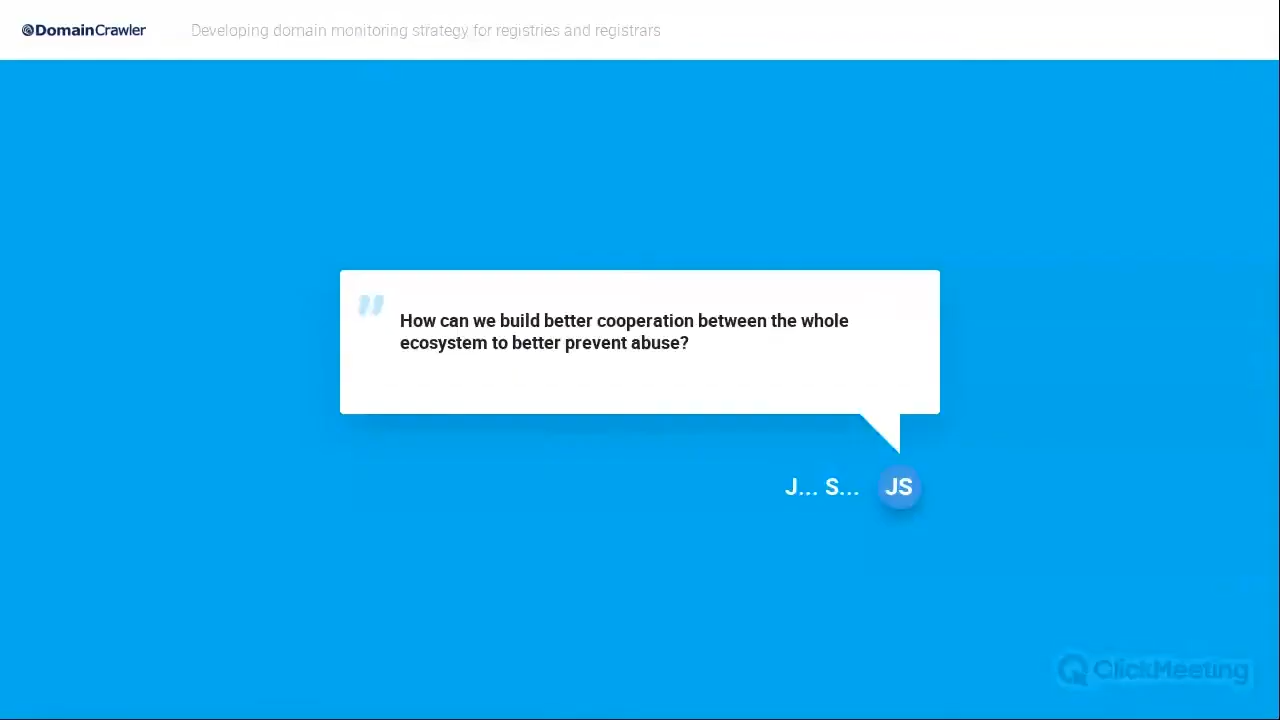 DomainCrawler
Developing domain monitoring strategy for registries and registrars
"
How can we build better cooperation between the whole
ecosystem to better prevent abuse?
J... S...
JS
ClickMeeting